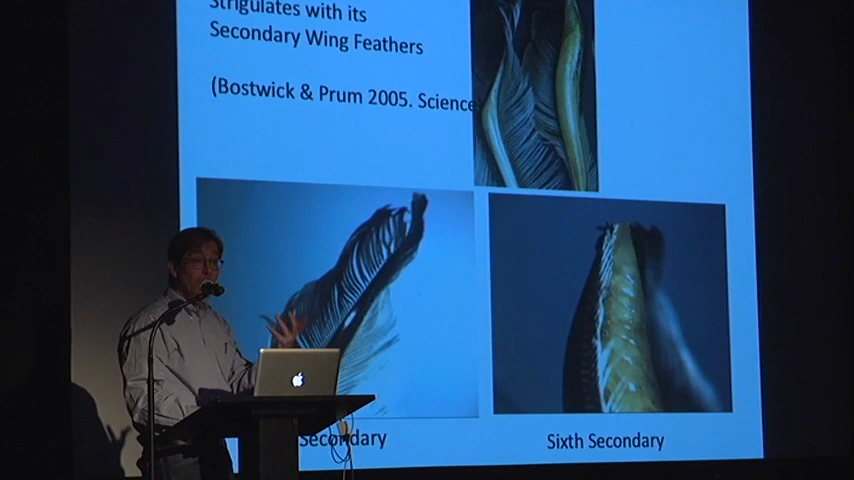 Strigulates with its
Secondary Wing Feathers
(Bostwick & Prum 2005. Science
Secondary
Sixth Secondary